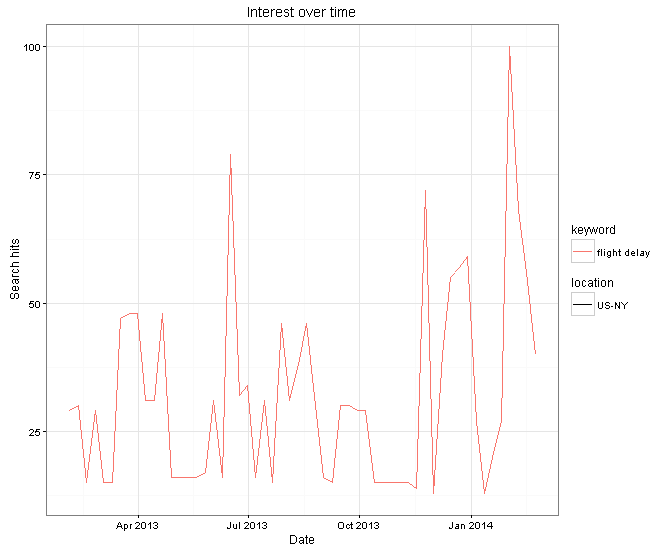 Interest over time
100
75
50
25
Search hits
Apr 2013
Jul 2013
Oct 2013
Jan 2014
Date
keyword
flight delay
location
US-NY